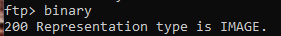 ftp> binary
200 Representation type is IMAGE.